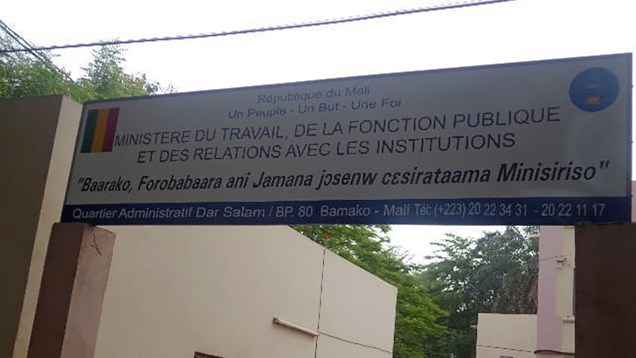 République du Mali
Un Peuple - Un But - Une Foi
MINISTERE DU TRAVAIL, DE LA FONCTION PUBLIQUE
ET DES RELATIONS AVEC LES INSTITUTIONS
"Baarako, Forobabaara ani Jamana jɔsenw cɛsirataama Minisiriso"
Quartier Administratif Dar Salam / BP. 80 Bamako - Mali Tél: (+223) 20 22 34 31 - 20 22 11 17